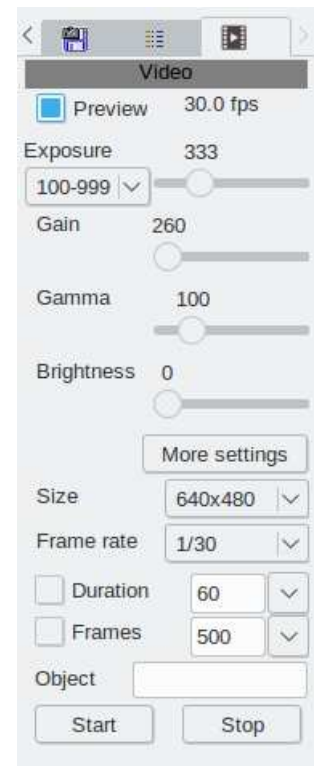 Video
Preview 30.0 fps
Exposure 333
100-999
Gain 260
Gamma 100
Brightness 0
More settings
Size 640x480
Frame rate 1/30
Duration 60
Frames 500
Object
Start Stop